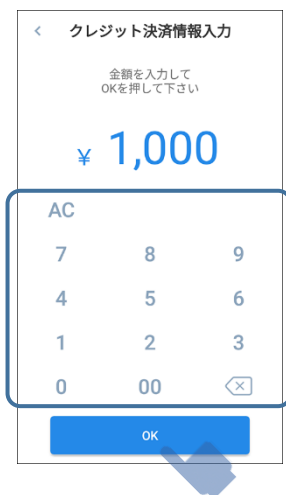 クレジット決済情報入力
金額を入力して
OKを押して下さい
¥ 1,000
AC
7 8 9
4 5 6
1 2 3
0 00
OK